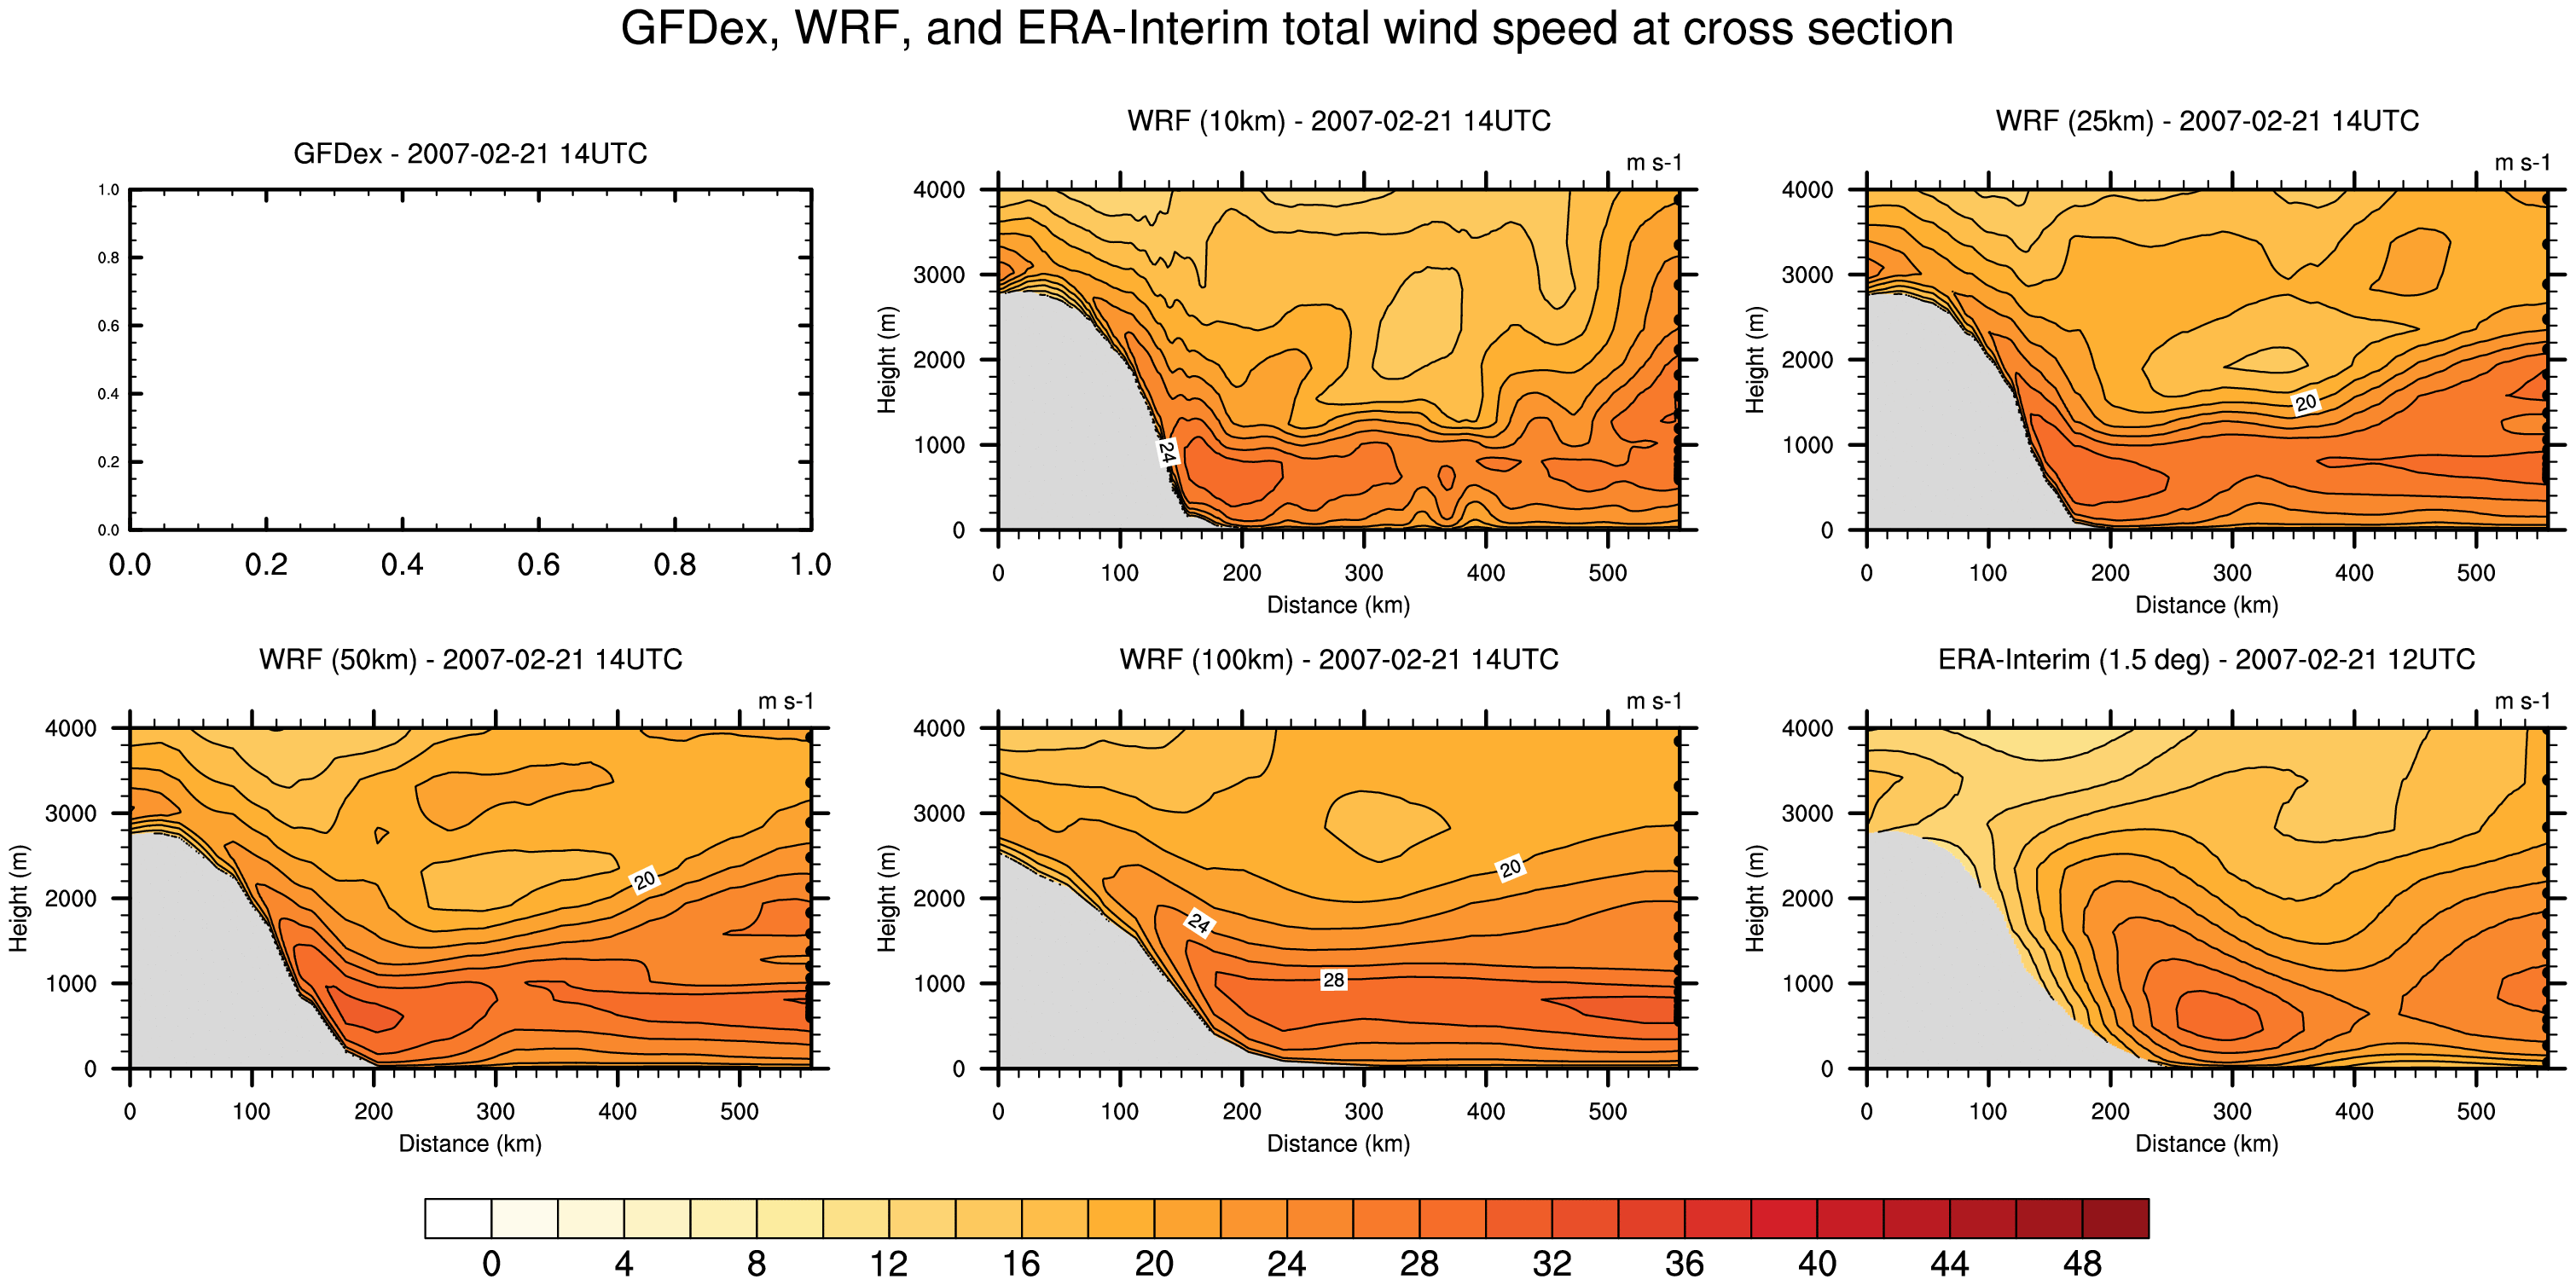 GFDex, WRF, and ERA-Interim total wind speed at cross section
GFDex - 2007-02-21 14UTC
1.0
0.8
0.6
0.4
0.2
0.0
0.0 0.2 0.4 0.6 0.8 1.0
WRF (10km) - 2007-02-21 14UTC
m s-1
4000
3000
2000
1000
0
Height (m)
24
0 100 200 300 400 500
Distance (km)
WRF (25km) - 2007-02-21 14UTC
m s-1
4000
3000
2000
1000
0
Height (m)
20
0 100 200 300 400 500
Distance (km)
WRF (50km) - 2007-02-21 14UTC
m s-1
4000
3000
2000
1000
0
Height (m)
20
0 100 200 300 400 500
Distance (km)
WRF (100km) - 2007-02-21 14UTC
m s-1
4000
3000
2000
1000
0
Height (m)
20
24
28
0 100 200 300 400 500
Distance (km)
ERA-Interim (1.5 deg) - 2007-02-21 12UTC
m s-1
4000
3000
2000
1000
0
Height (m)
0 100 200 300 400 500
Distance (km)
0 4 8 12 16 20 24 28 32 36 40 44 48